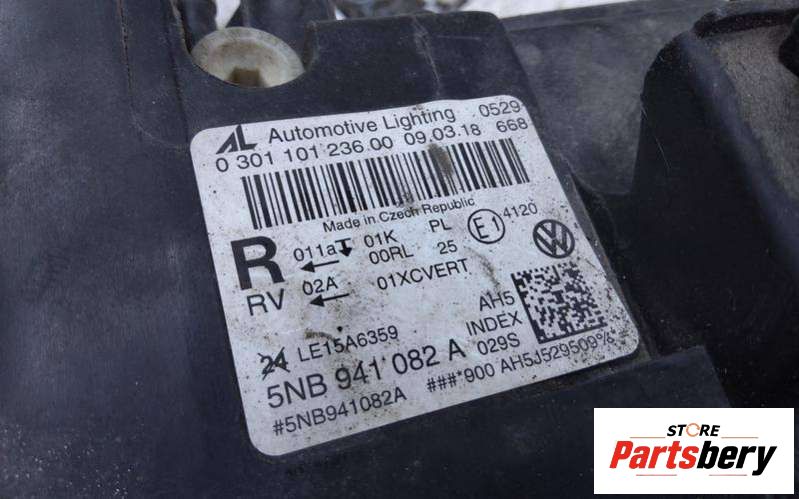 AL Automotive Lighting 0529
0 301 101 236 00 09.03.18 668
Made in Czech Republic
R 011a 01K PL E1 4120
00RL 25
RV 02A 01XCVERT
AH5
24 LE15A6359 INDEX
5NB 941 082 A 029S
#5NB941082A ###*900 AH5J529509%
STORE
Partsbery